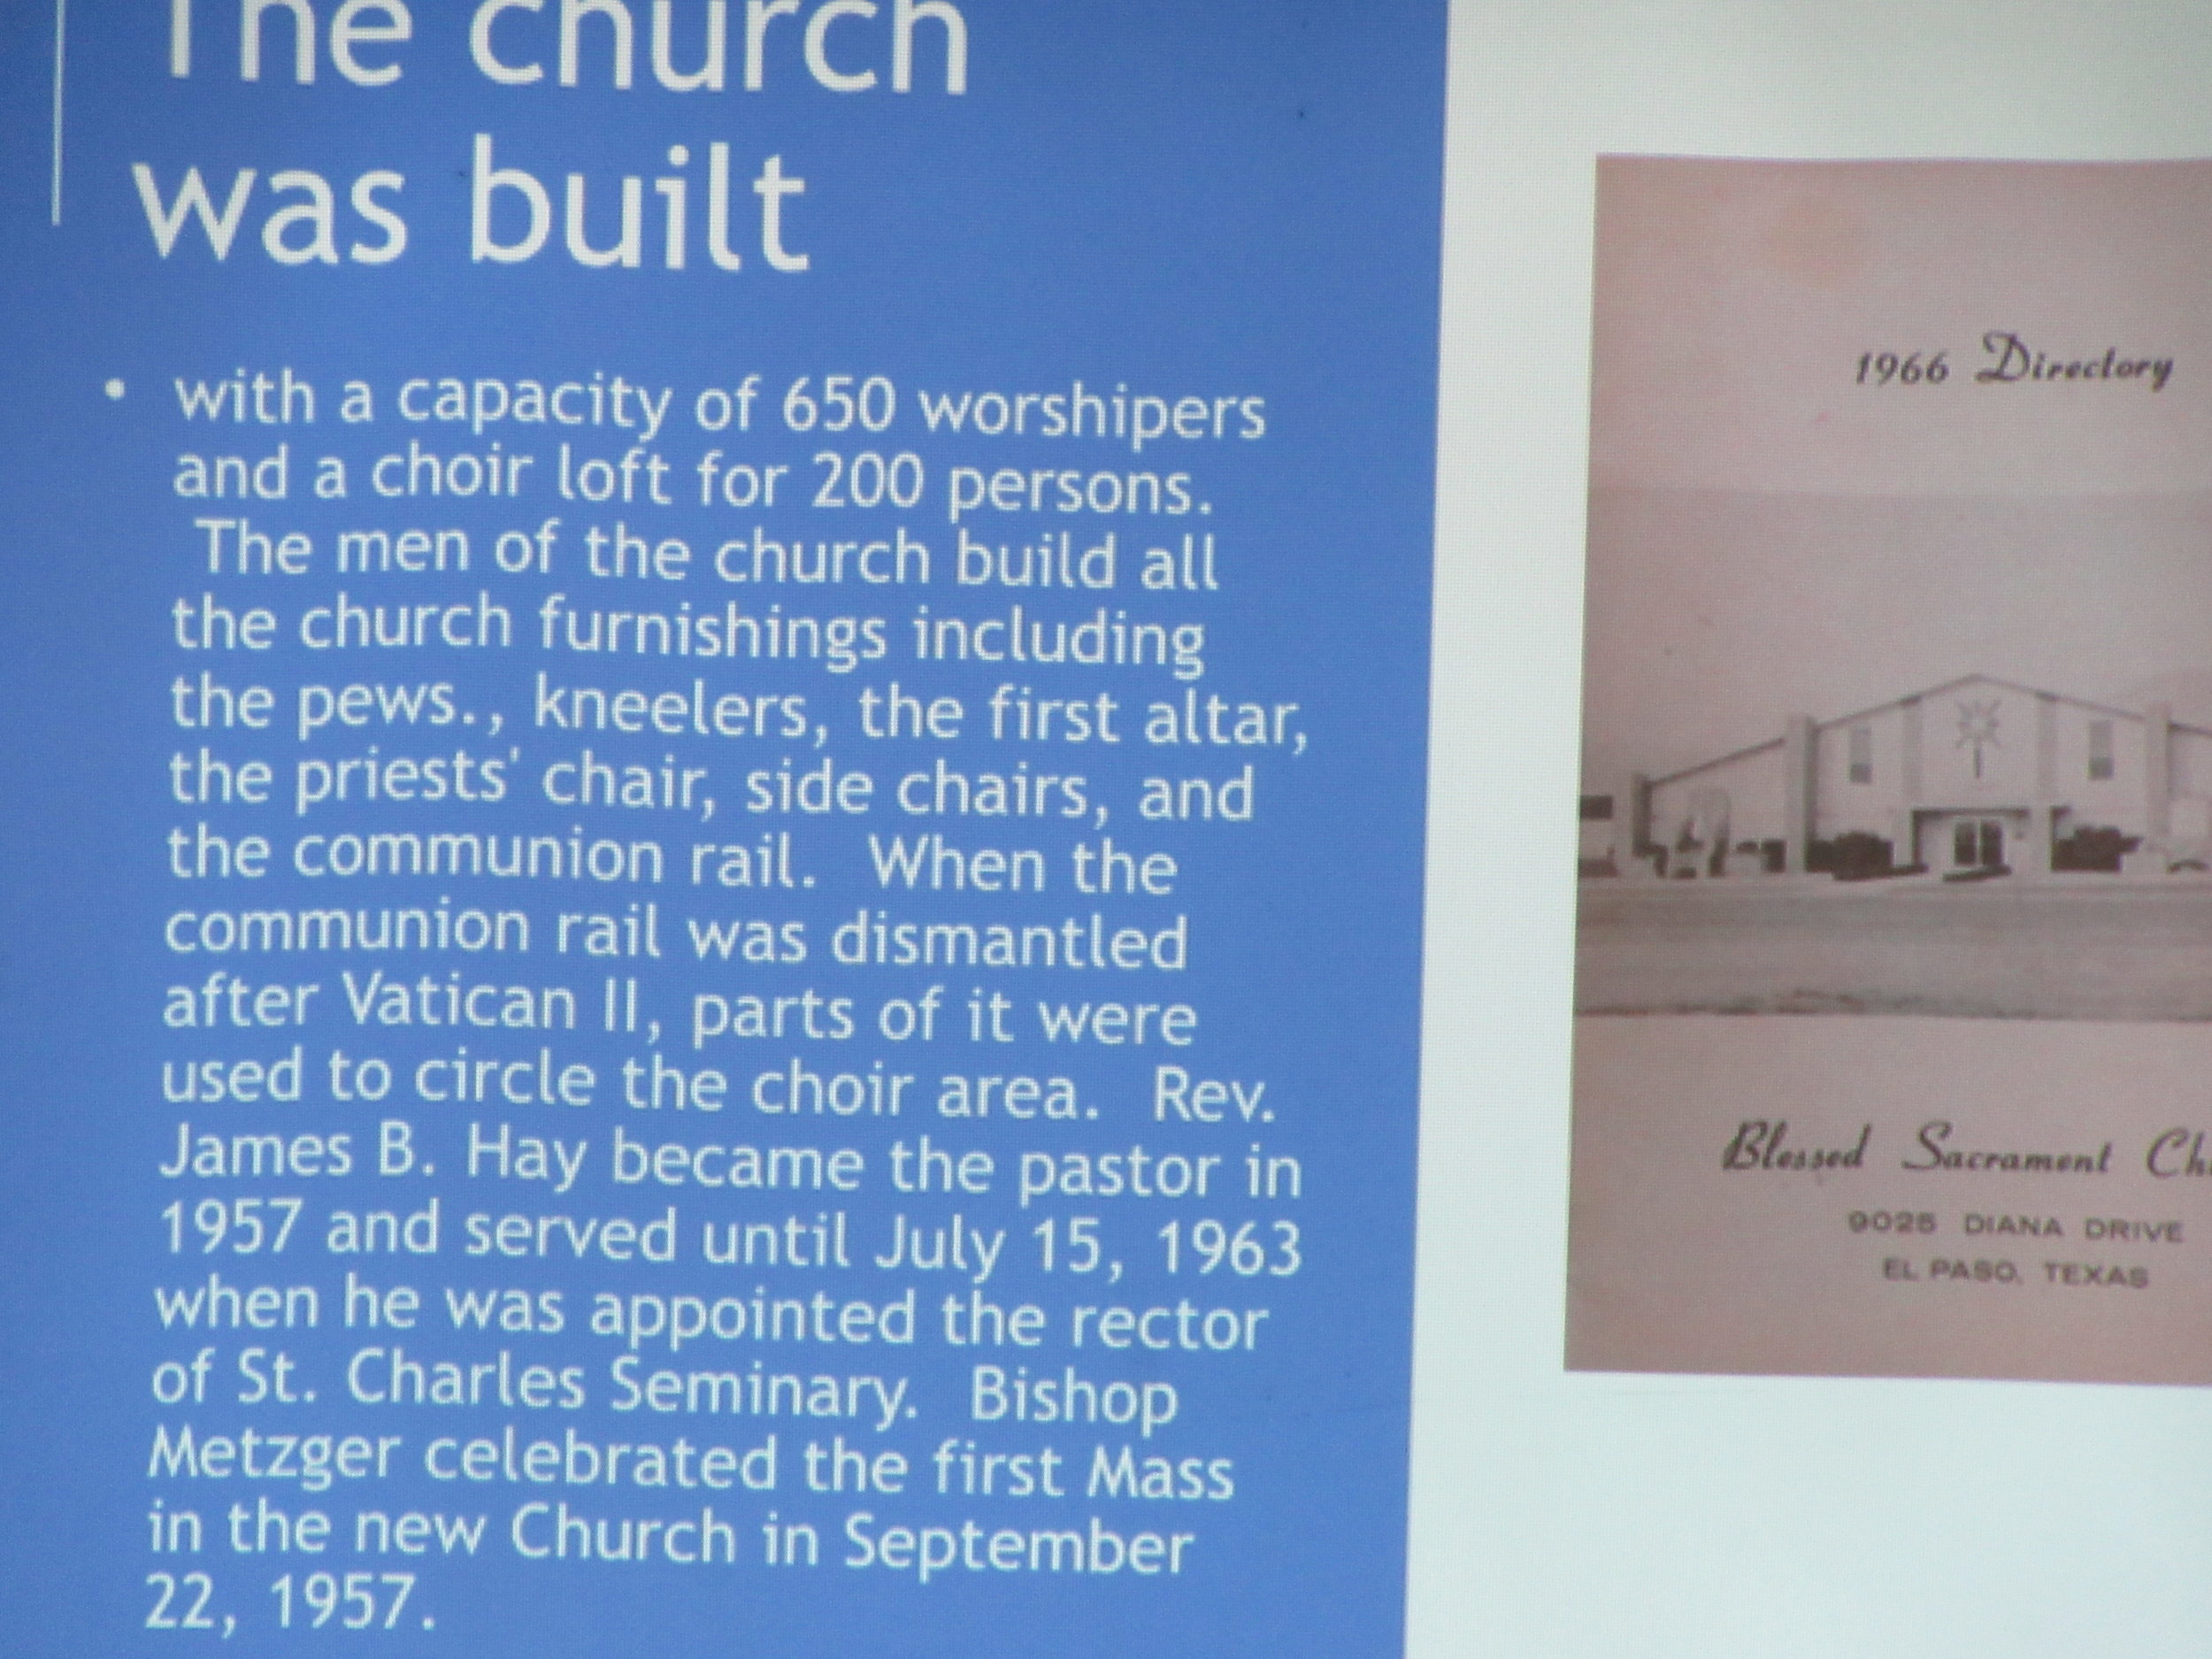 The church
was built
• with a capacity of 650 worshipers
and a choir loft for 200 persons.
The men of the church build all
the church furnishings including
the pews., kneelers, the first altar,
the priests' chair, side chairs, and
the communion rail. When the
communion rail was dismantled
after Vatican II, parts of it were
used to circle the choir area. Rev.
James B. Hay became the pastor in
1957 and served until July 15, 1963
when he was appointed the rector
of St. Charles Seminary. Bishop
Metzger celebrated the first Mass
in the new Church in September
22, 1957.
1966 Directory
Blessed Sacrament
9025 DIANA DRIVE
EL PASO, TEXAS